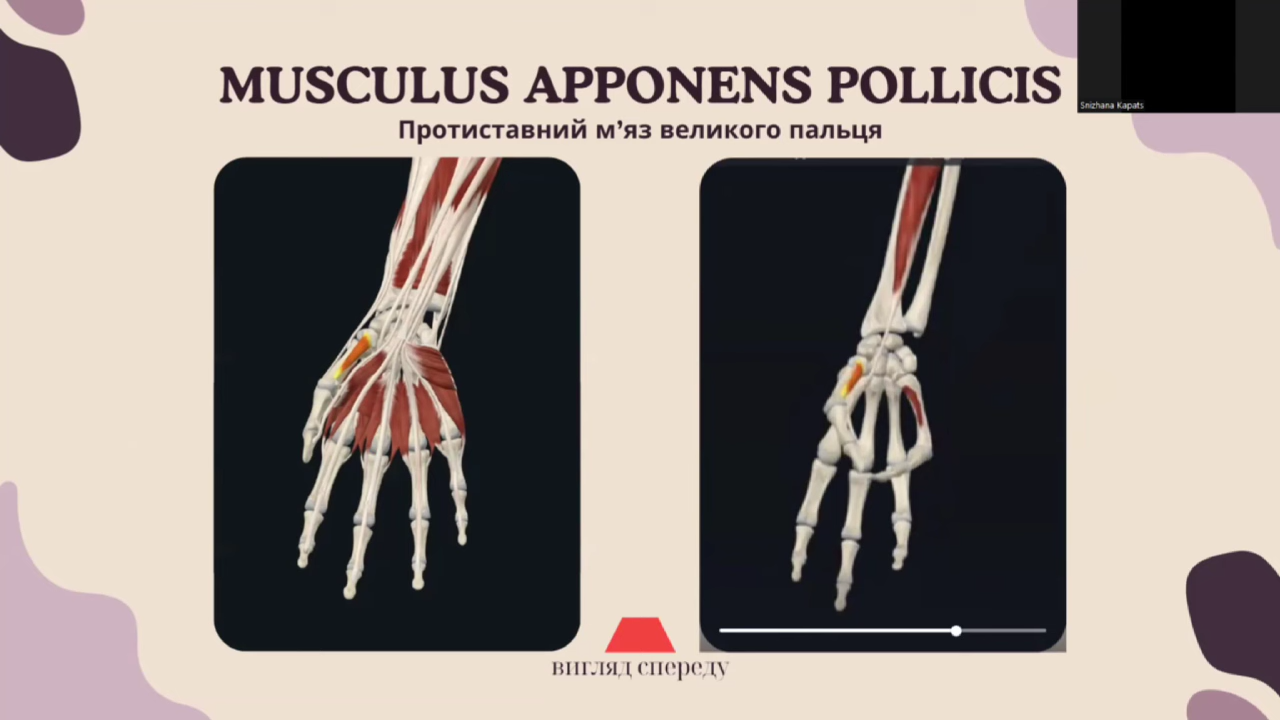 MUSCULUS APPONENS POLLICIS
Snizhana Kapats
Протиставний м’яз великого пальця
вигляд спереду